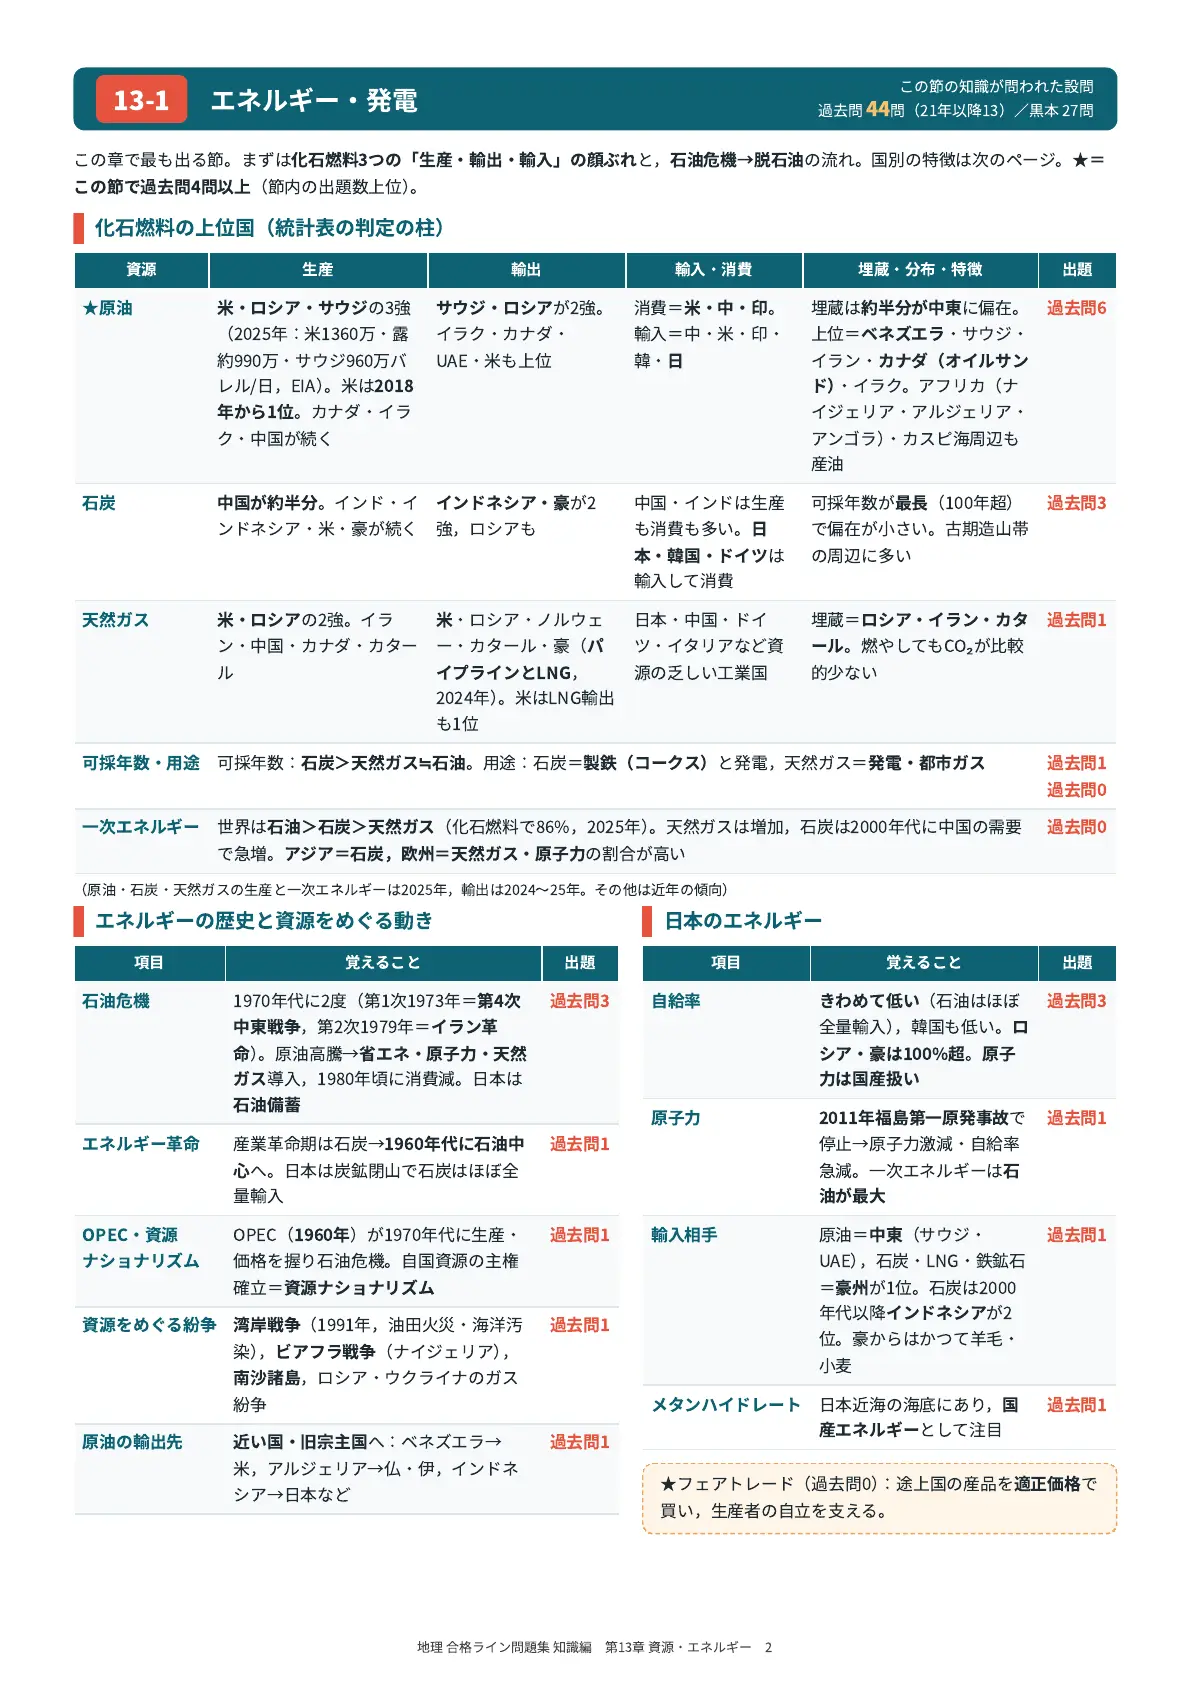 13-1 エネルギー・発電
この節の知識が問われた設問
過去問 44問（21年以降13）／黒本 27問
この章で最も出る節。まずは化石燃料3つの「生産・輸出・輸入」の顔ぶれと，石油危機→脱石油の流れ。国別の特徴は次のページ。★＝
この節で過去問4問以上（節内の出題数上位）。
化石燃料の上位国（統計表の判定の柱）
資源 生産 輸出 輸入・消費 埋蔵・分布・特徴 出題
★原油
米・ロシア・サウジの3強
（2025年：米1360万・露
約990万・サウジ960万バ
レル/日，EIA）。米は2018
年から1位。カナダ・イラ
ク・中国が続く
サウジ・ロシアが2強。
イラク・カナダ・
UAE・米も上位
消費＝米・中・印。
輸入＝中・米・印・
韓・日
埋蔵は約半分が中東に偏在。
上位＝ベネズエラ・サウジ・
イラン・カナダ（オイルサン
ド）・イラク。アフリカ（ナ
イジェリア・アルジェリア・
アンゴラ）・カスピ海周辺も
産油
過去問6
石炭
中国が約半分。インド・イ
ンドネシア・米・豪が続く
インドネシア・豪が2
強，ロシアも
中国・インドは生産
も消費も多い。日
本・韓国・ドイツは
輸入して消費
可採年数が最長（100年超）
で偏在が小さい。古期造山帯
の周辺に多い
過去問3
天然ガス
米・ロシアの2強。イラ
ン・中国・カナダ・カター
ル
米・ロシア・ノルウェ
ー・カタール・豪（パ
イプラインとLNG，
2024年）。米はLNG輸出
も1位
日本・中国・ドイ
ツ・イタリアなど資
源の乏しい工業国
埋蔵＝ロシア・イラン・カタ
ール。燃やしてもCO₂が比較
的少ない
過去問1
可採年数・用途
可採年数：石炭＞天然ガス≒石油。用途：石炭＝製鉄（コークス）と発電，天然ガス＝発電・都市ガス
過去問1
過去問0
一次エネルギー
世界は石油＞石炭＞天然ガス（化石燃料で86%，2025年）。天然ガスは増加，石炭は2000年代に中国の需要
で急増。アジア＝石炭，欧州＝天然ガス・原子力の割合が高い
過去問0
（原油・石炭・天然ガスの生産と一次エネルギーは2025年，輸出は2024〜25年。その他は近年の傾向）
エネルギーの歴史と資源をめぐる動き
項目 覚えること 出題
石油危機
1970年代に2度（第1次1973年＝第4次
中東戦争，第2次1979年＝イラン革
命）。原油高騰→省エネ・原子力・天然
ガス導入，1980年頃に消費減。日本は
石油備蓄
過去問3
エネルギー革命
産業革命期は石炭→1960年代に石油中
心へ。日本は炭鉱閉山で石炭はほぼ全
量輸入
過去問1
OPEC・資源
ナショナリズム
OPEC（1960年）が1970年代に生産・
価格を握り石油危機。自国資源の主権
確立＝資源ナショナリズム
過去問1
資源をめぐる紛争
湾岸戦争（1991年，油田火災・海洋汚
染），ビアフラ戦争（ナイジェリア），
南沙諸島，ロシア・ウクライナのガス
紛争
過去問1
原油の輸出先
近い国・旧宗主国へ：ベネズエラ→
米，アルジェリア→仏・伊，インドネ
シア→日本など
過去問1
日本のエネルギー
項目 覚えること 出題
自給率
きわめて低い（石油はほぼ
全量輸入），韓国も低い。ロ
シア・豪は100%超。原子
力は国産扱い
過去問3
原子力
2011年福島第一原発事故で
停止→原子力激減・自給率
急減。一次エネルギーは石
油が最大
過去問1
輸入相手
原油＝中東（サウジ・
UAE），石炭・LNG・鉄鉱石
＝豪州が1位。石炭は2000
年代以降インドネシアが2
位。豪からはかつて羊毛・
小麦
過去問1
メタンハイドレート
日本近海の海底にあり，国
産エネルギーとして注目
過去問1
★フェアトレード（過去問0）：途上国の産品を適正価格で
買い，生産者の自立を支える。
地理 合格ライン問題集 知識編　第13章 資源・エネルギー　2